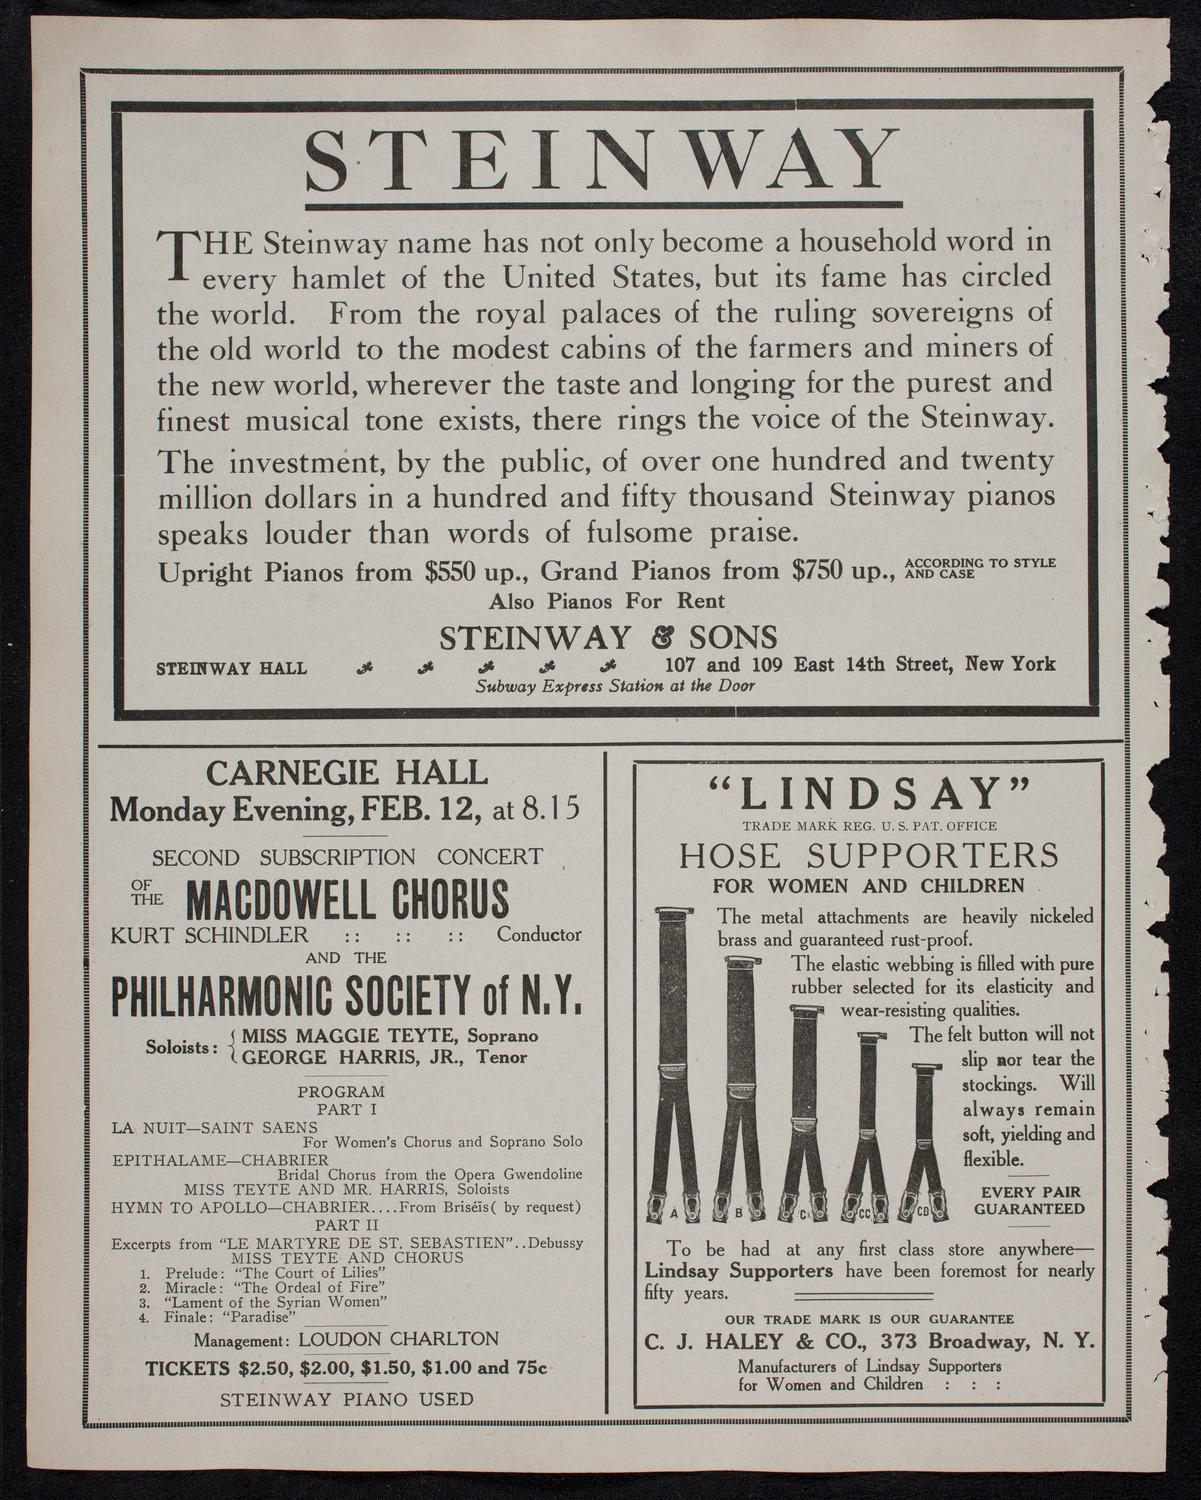 STEINWAY
THE Steinway name has not only become a household word in
every hamlet of the United States, but its fame has circled
the world. From the royal palaces of the ruling sovereigns of
the old world to the modest cabins of the farmers and miners of
the new world, wherever the taste and longing for the purest and
finest musical tone exists, there rings the voice of the Steinway.
The investment, by the public, of over one hundred and twenty
million dollars in a hundred and fifty thousand Steinway pianos
speaks louder than words of fulsome praise.
Upright Pianos from $550 up., Grand Pianos from $750 up., ACCORDING TO STYLE
AND CASE
Also Pianos For Rent
STEINWAY & SONS
STEINWAY HALL 107 and 109 East 14th Street, New York
Subway Express Station at the Door
CARNEGIE HALL
Monday Evening, FEB. 12, at 8.15
SECOND SUBSCRIPTION CONCERT
OF
THE MACDOWELL CHORUS
KURT SCHINDLER :: :: :: Conductor
AND THE
PHILHARMONIC SOCIETY of N.Y.
Soloists: { MISS MAGGIE TEYTE, Soprano
GEORGE HARRIS, JR., Tenor
PROGRAM
PART I
LA NUIT—SAINT SAENS
For Women's Chorus and Soprano Solo
EPITHALAME—CHABRIER
Bridal Chorus from the Opera Gwendoline
MISS TEYTE AND MR. HARRIS, Soloists
HYMN TO APOLLO—CHABRIER....From Briséïs( by request)
PART II
Excerpts from "LE MARTYRE DE ST. SEBASTIEN"..Debussy
MISS TEYTE AND CHORUS
1. Prelude: "The Court of Lilies"
2. Miracle: "The Ordeal of Fire"
3. "Lament of the Syrian Women"
4. Finale: "Paradise"
Management: LOUDON CHARLTON
TICKETS $2.50, $2.00, $1.50, $1.00 and 75c
STEINWAY PIANO USED
"LINDSAY"
TRADE MARK REG. U. S. PAT. OFFICE
HOSE SUPPORTERS
FOR WOMEN AND CHILDREN
The metal attachments are heavily nickeled
brass and guaranteed rust-proof.
The elastic webbing is filled with pure
rubber selected for its elasticity and
wear-resisting qualities.
The felt button will not
slip nor tear the
stockings. Will
always remain
soft, yielding and
flexible.
EVERY PAIR
GUARANTEED
A B C CC CB
To be had at any first class store anywhere—
Lindsay Supporters have been foremost for nearly
fifty years.
OUR TRADE MARK IS OUR GUARANTEE
C. J. HALEY & CO., 373 Broadway, N. Y.
Manufacturers of Lindsay Supporters
for Women and Children : : :